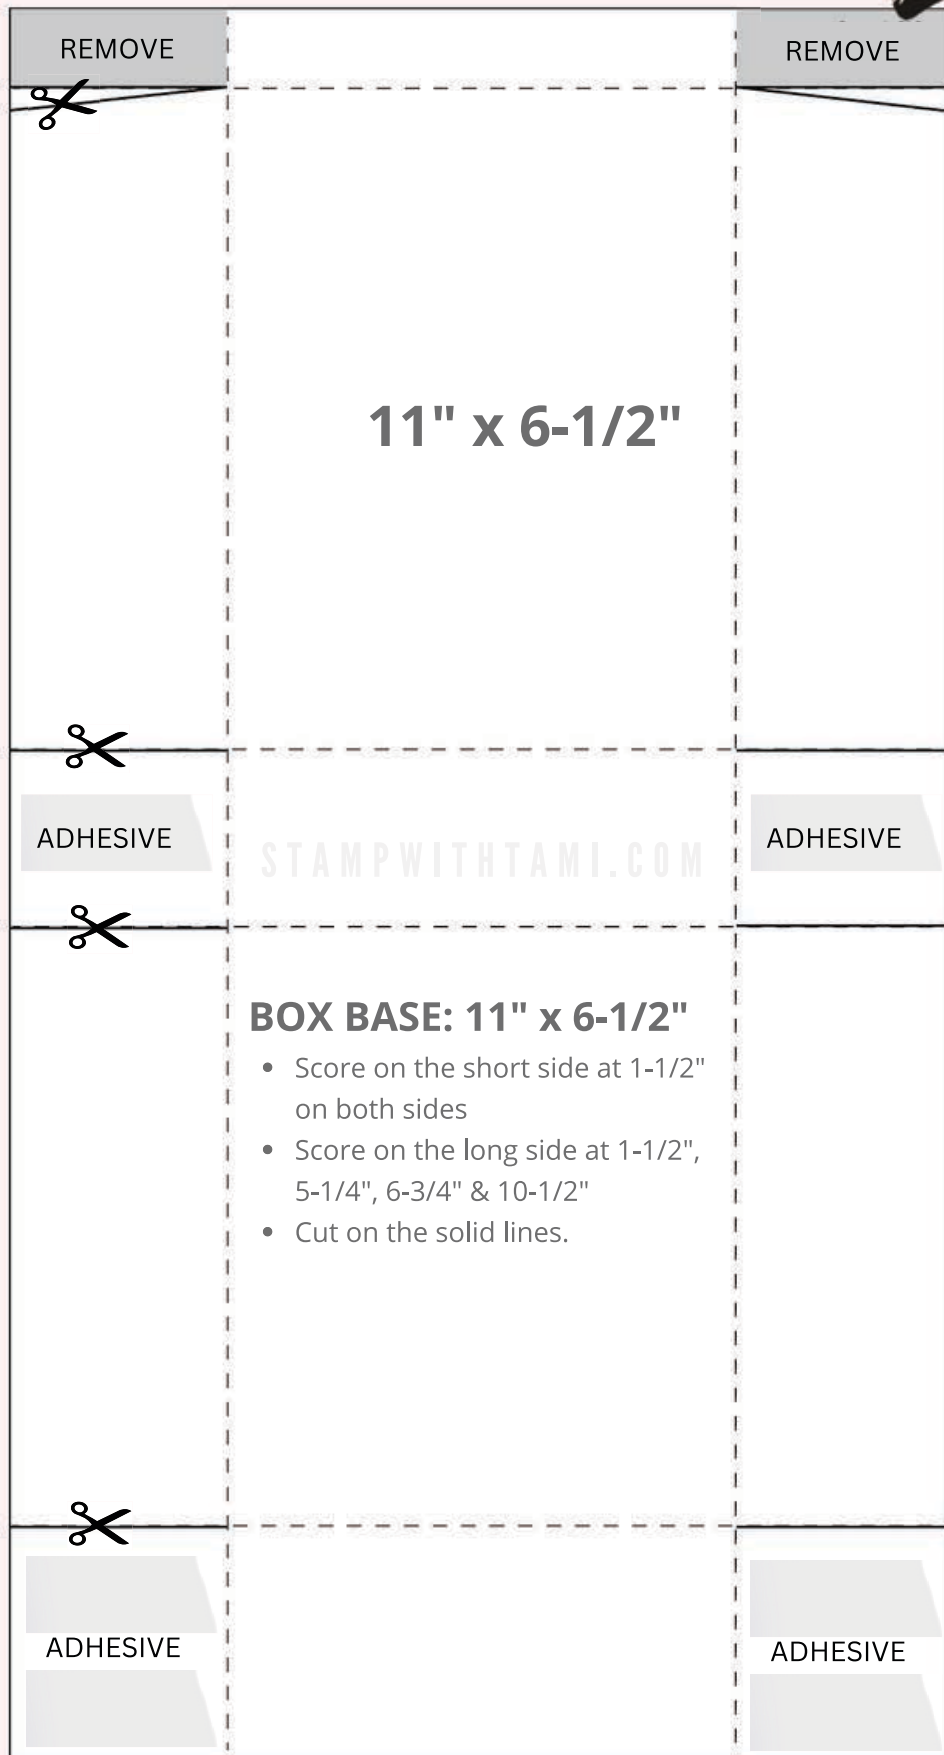 REMOVE
REMOVE
11" x 6-1/2"
ADHESIVE
ADHESIVE
STAMPWITHTAMI.COM
BOX BASE: 11" x 6-1/2"
• Score on the short side at 1-1/2"
on both sides
• Score on the long side at 1-1/2",
5-1/4", 6-3/4" & 10-1/2"
• Cut on the solid lines.
ADHESIVE
ADHESIVE